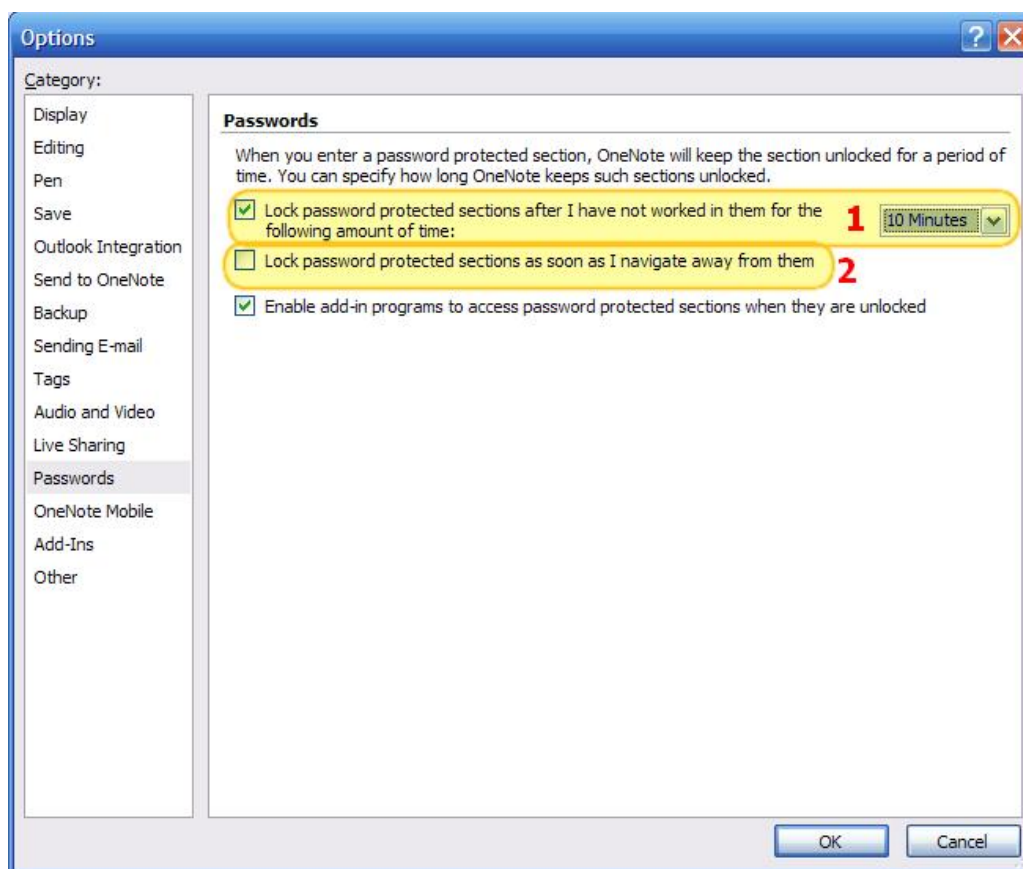 Options
Category:
Display
Editing
Pen
Save
Outlook Integration
Send to OneNote
Backup
Sending E-mail
Tags
Audio and Video
Live Sharing
Passwords
OneNote Mobile
Add-Ins
Other
Passwords
When you enter a password protected section, OneNote will keep the section unlocked for a period of
time. You can specify how long OneNote keeps such sections unlocked.
Lock password protected sections after I have not worked in them for the
following amount of time:
1
10 Minutes
Lock password protected sections as soon as I navigate away from them
2
Enable add-in programs to access password protected sections when they are unlocked
OK
Cancel